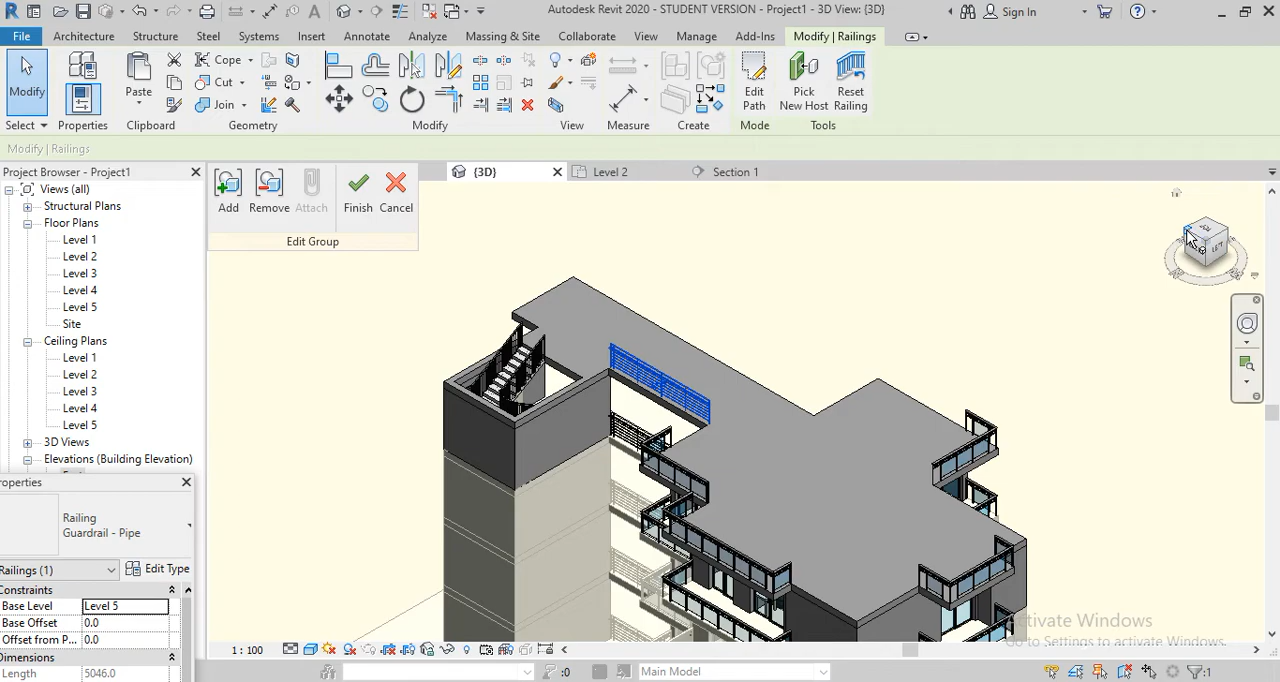 Autodesk Revit 2020 - STUDENT VERSION - Project1 - 3D View: {3D}
Sign In
File
Architecture
Structure
Steel
Systems
Insert
Annotate
Analyze
Massing & Site
Collaborate
View
Manage
Add-Ins
Modify | Railings
Modify
Select
Properties
Paste
Clipboard
Cope
Cut
Join
Geometry
Modify
View
Measure
Create
Edit Path
Mode
Pick New Host
Reset Railing
Tools
Modify | Railings
Project Browser - Project1
{3D}
Level 2
Section 1
Views (all)
Structural Plans
Floor Plans
Level 1
Level 2
Level 3
Level 4
Level 5
Site
Ceiling Plans
Level 1
Level 2
Level 3
Level 4
Level 5
3D Views
Elevations (Building Elevation)
Add
Remove
Attach
Finish
Cancel
Edit Group
TOP
LEFT
operties
Railing
Guardrail - Pipe
Railings (1)
Edit Type
Constraints
Base Level
Level 5
Base Offset
0.0
Offset from P...
0.0
Dimensions
Length
5046.0
1 : 100
:0
Main Model
:1
Activate Windows
Go to Settings to activate Windows.